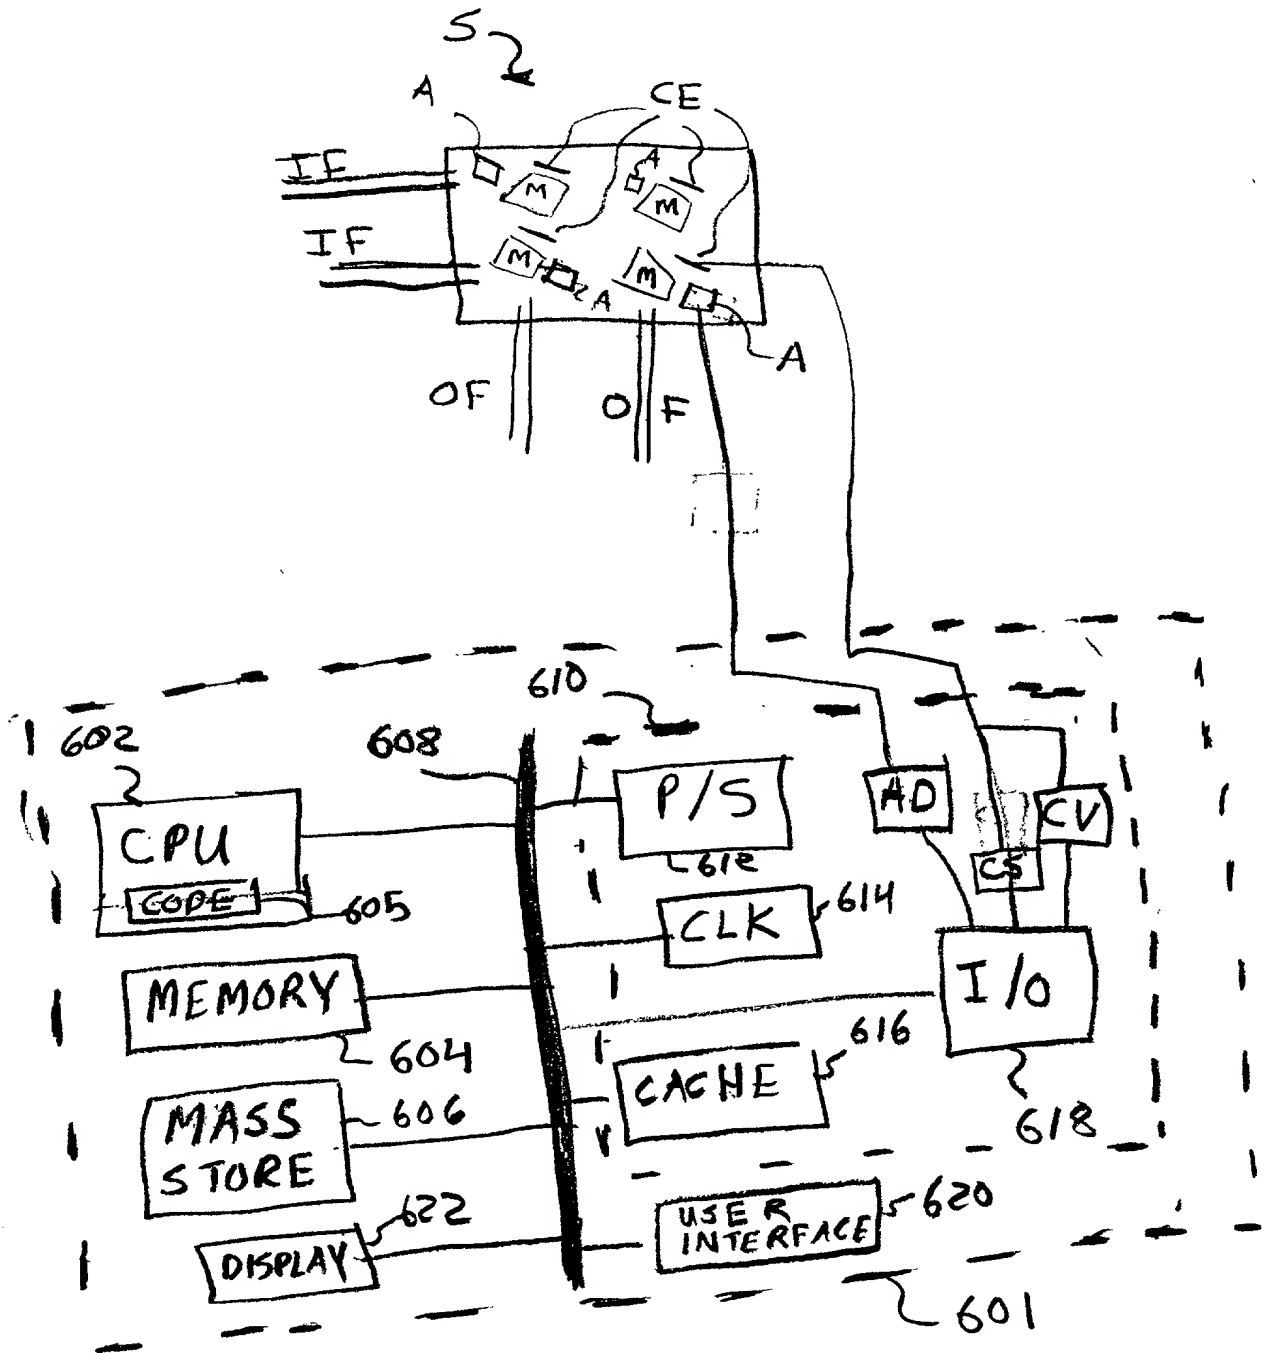 S
A
CE
IF
M
A
M
IF
M
A
M
A
OF
OF
610
602
608
P/S
AD
CV
CPU
612
CS
CODE
605
CLK
614
MEMORY
I/O
604
616
CACHE
MASS
STORE
606
618
622
USER
INTERFACE
620
DISPLAY
601